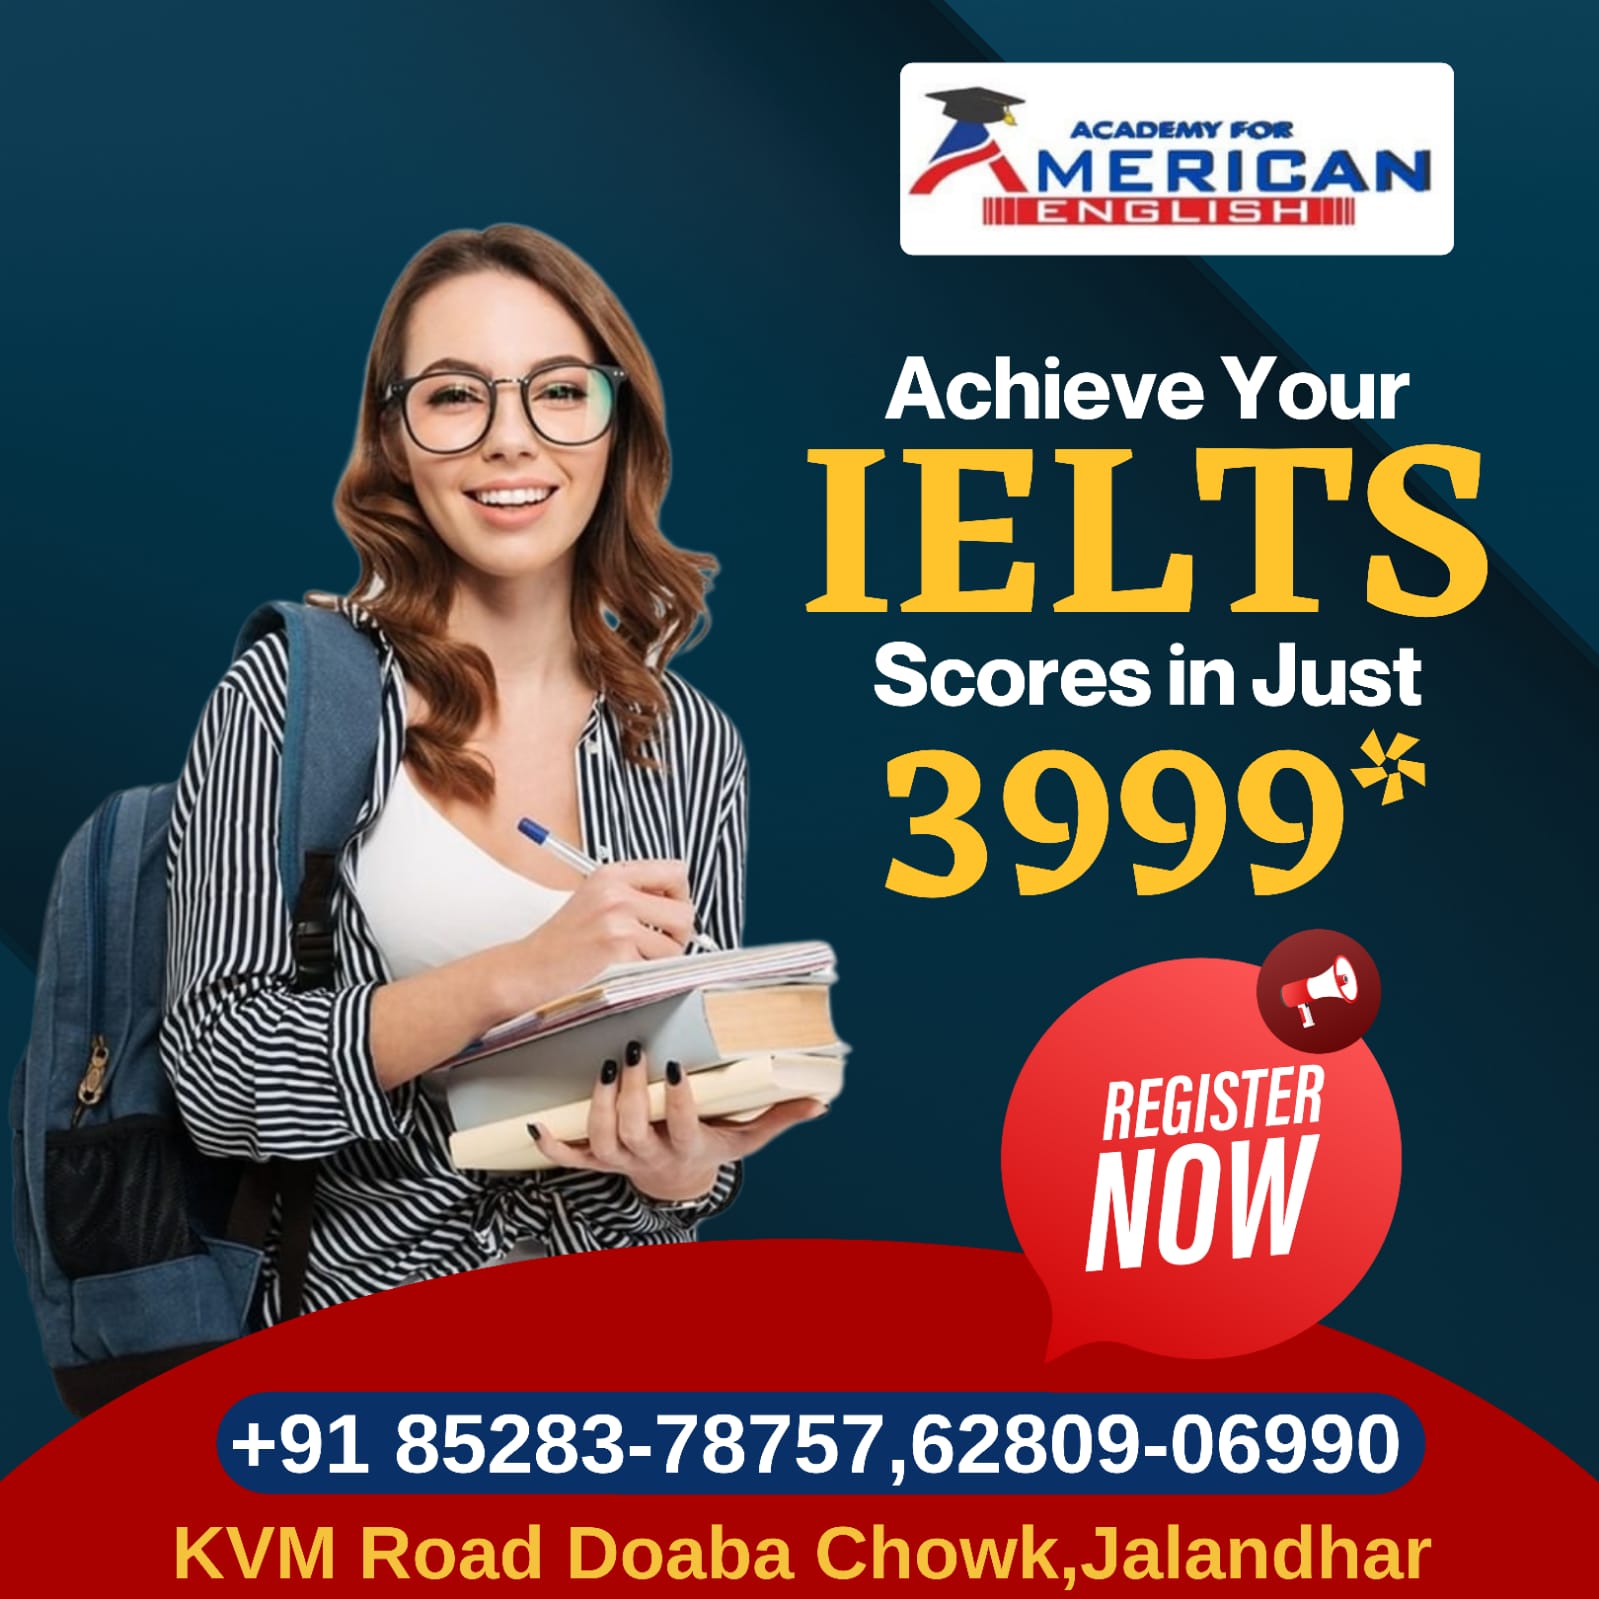 ACADEMY FOR
AMERICAN
ENGLISH
Achieve Your
IELTS
Scores in Just
3999*
REGISTER
NOW
+91 85283-78757,62809-06990
KVM Road Doaba Chowk,Jalandhar